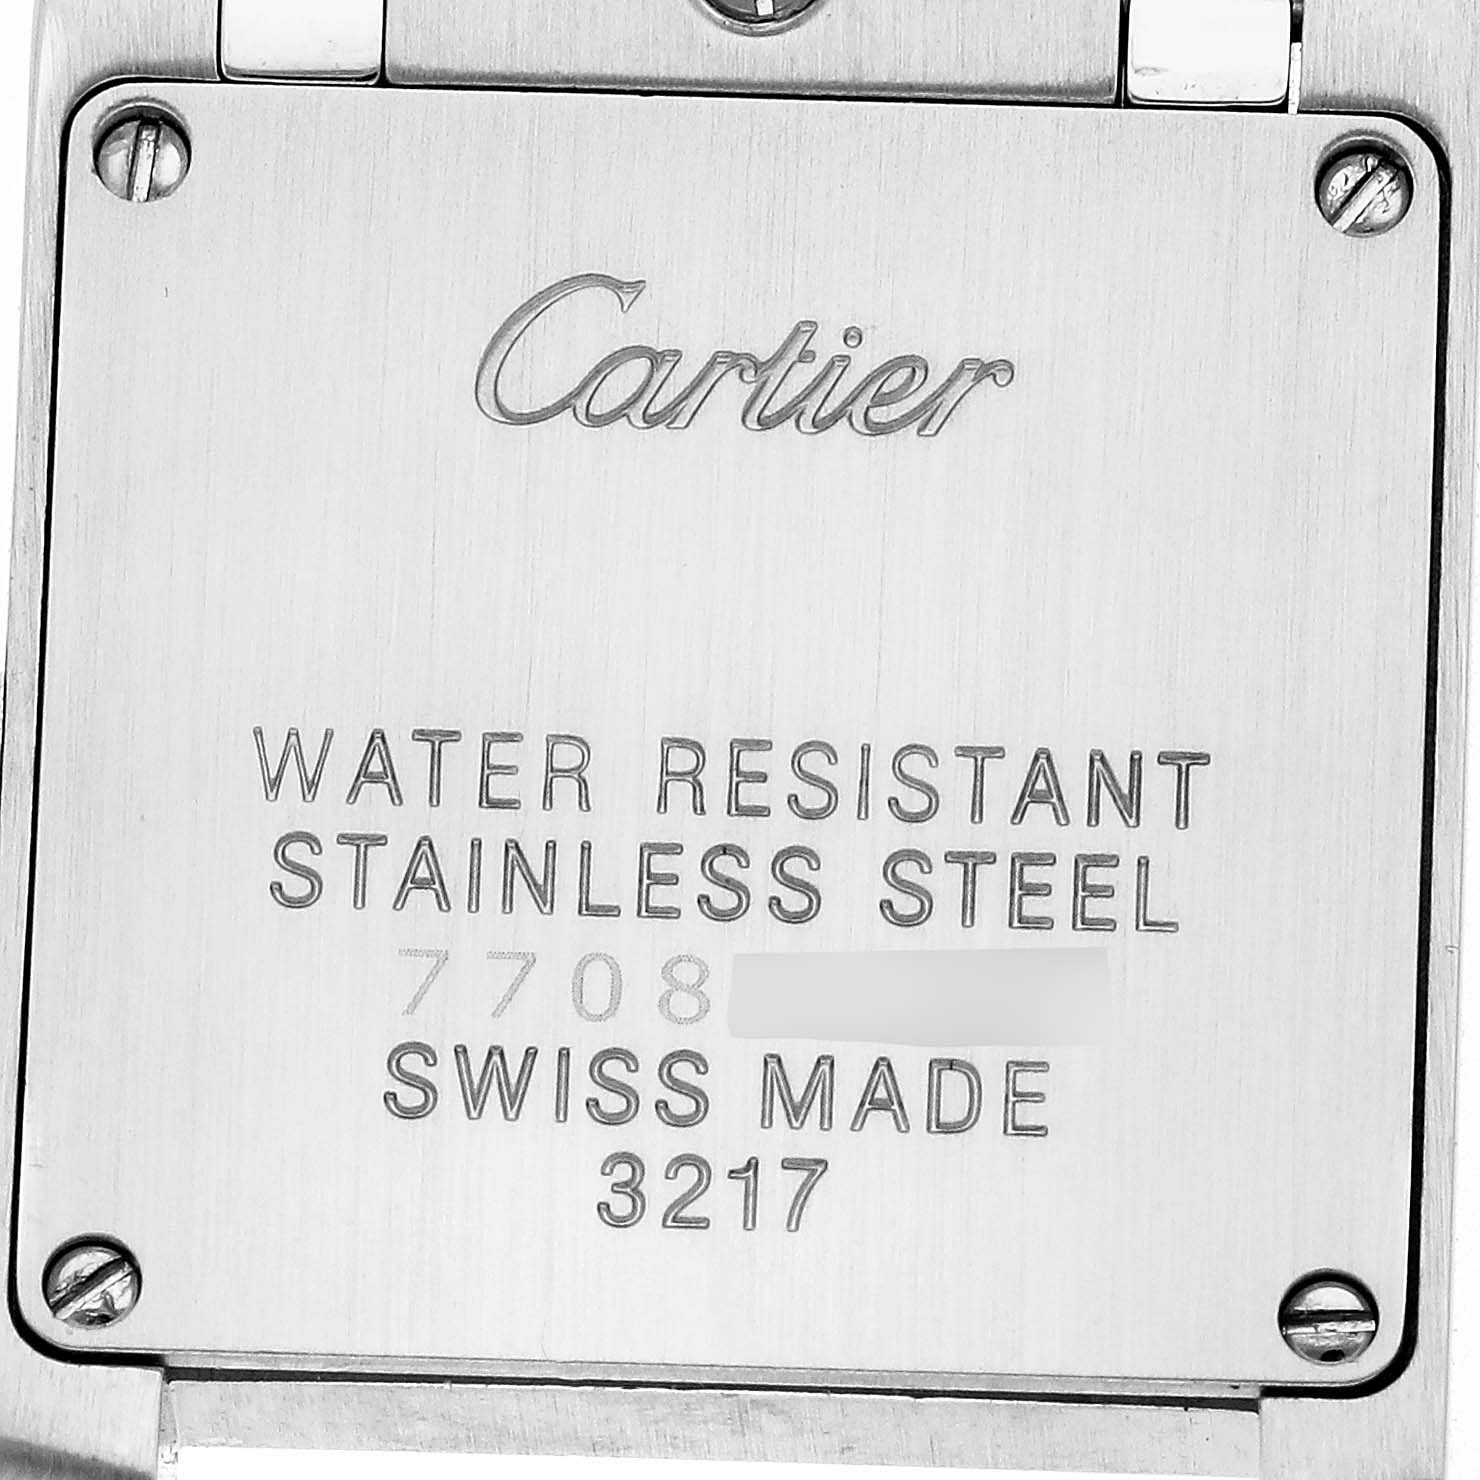 Cartier
WATER RESISTANT
STAINLESS STEEL
7708
SWISS MADE
3217